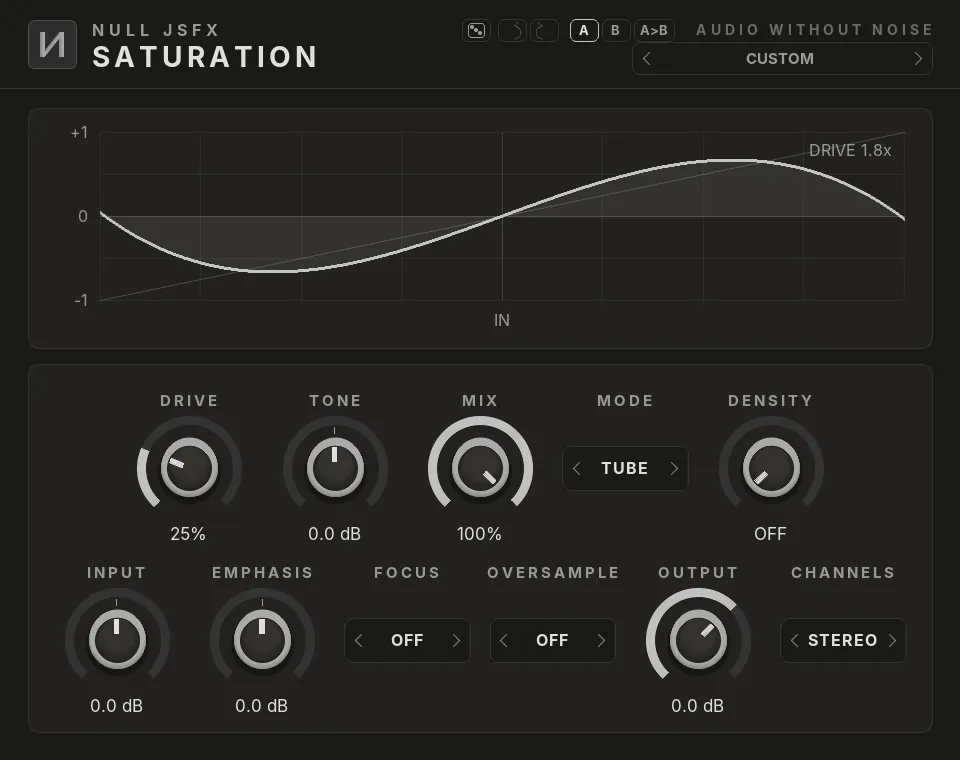 NULL JSFX
SATURATION
A B A>B AUDIO WITHOUT NOISE
CUSTOM
+1
DRIVE 1.8x
0
-1
IN
DRIVE TONE MIX MODE DENSITY
TUBE
25% 0.0 dB 100% OFF
INPUT EMPHASIS FOCUS OVERSAMPLE OUTPUT CHANNELS
OFF OFF STEREO
0.0 dB 0.0 dB 0.0 dB